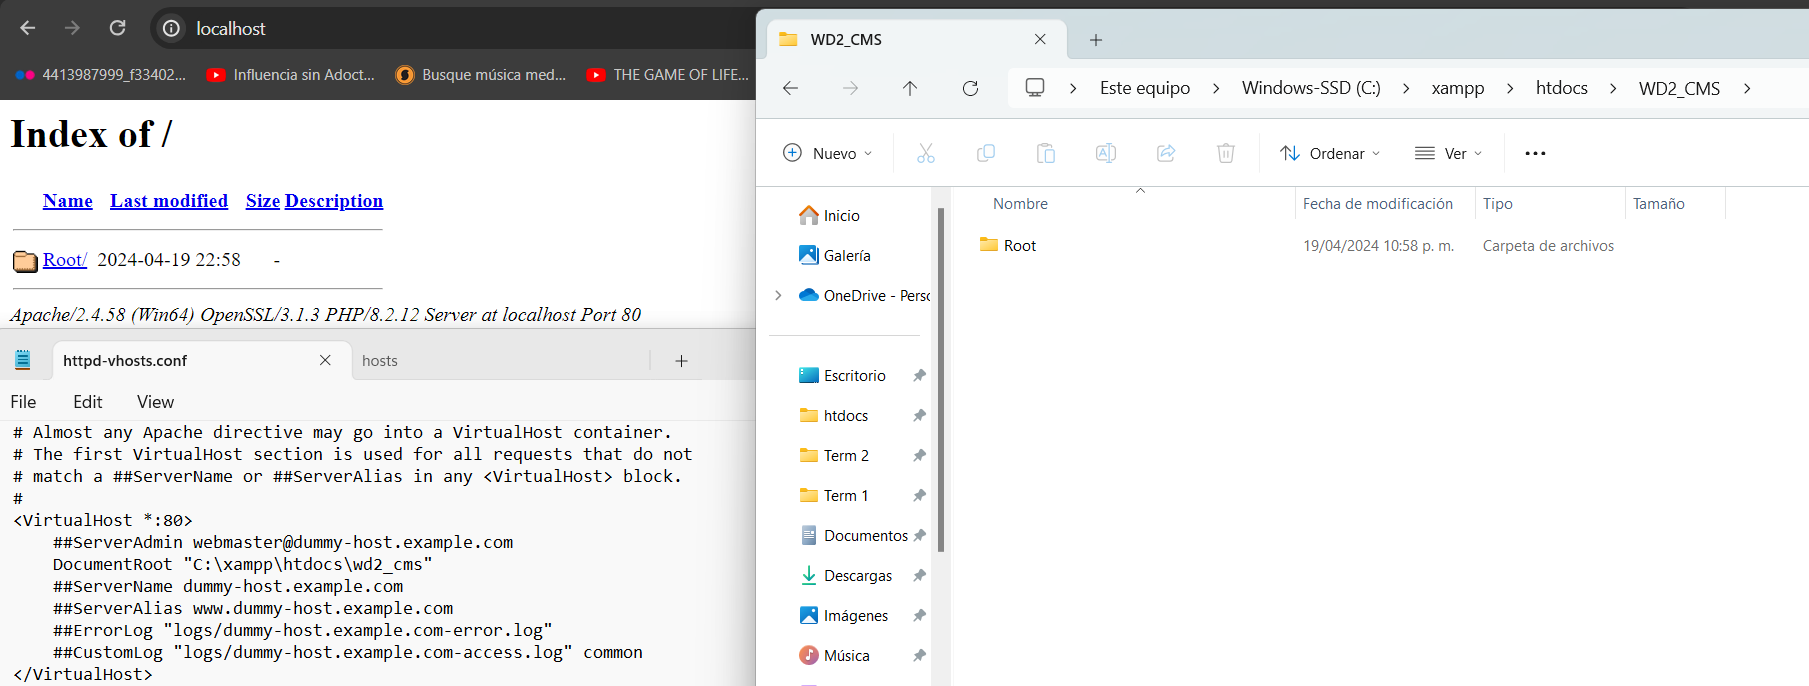 localhost
4413987999_f33402...
Influencia sin Adoct...
Busque música med...
THE GAME OF LIFE...
Index of /
Name Last modified Size Description
Root/ 2024-04-19 22:58 -
Apache/2.4.58 (Win64) OpenSSL/3.1.3 PHP/8.2.12 Server at localhost Port 80
httpd-vhosts.conf
hosts
File Edit View
# Almost any Apache directive may go into a VirtualHost container.
# The first VirtualHost section is used for all requests that do not
# match a ##ServerName or ##ServerAlias in any <VirtualHost> block.
#
<VirtualHost *:80>
##ServerAdmin webmaster@dummy-host.example.com
DocumentRoot "C:\xampp\htdocs\wd2_cms"
##ServerName dummy-host.example.com
##ServerAlias www.dummy-host.example.com
##ErrorLog "logs/dummy-host.example.com-error.log"
##CustomLog "logs/dummy-host.example.com-access.log" common
</VirtualHost>
WD2_CMS
Este equipo > Windows-SSD (C:) > xampp > htdocs > WD2_CMS >
Nuevo Ordenar Ver
Nombre Fecha de modificación Tipo Tamaño
Root 19/04/2024 10:58 p. m. Carpeta de archivos
Inicio
Galería
OneDrive - Perso
Escritorio
htdocs
Term 2
Term 1
Documentos
Descargas
Imágenes
Música